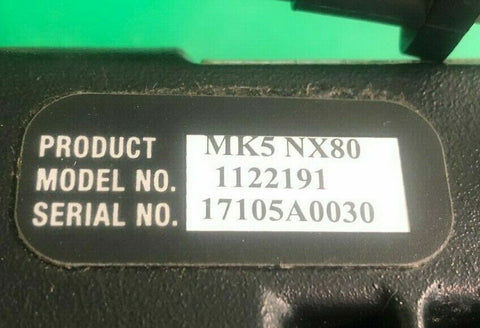 PRODUCT MK5 NX80
MODEL NO. 1122191
SERIAL NO. 17105A0030